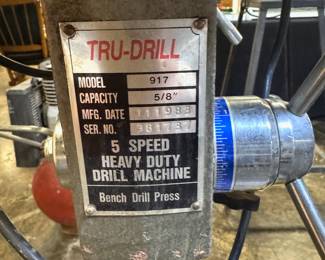 TRU-DRILL
MODEL 917
CAPACITY 5/8"
MFG. DATE 111983
SER. NO.
5 SPEED
HEAVY DUTY
DRILL MACHINE
Bench Drill Press